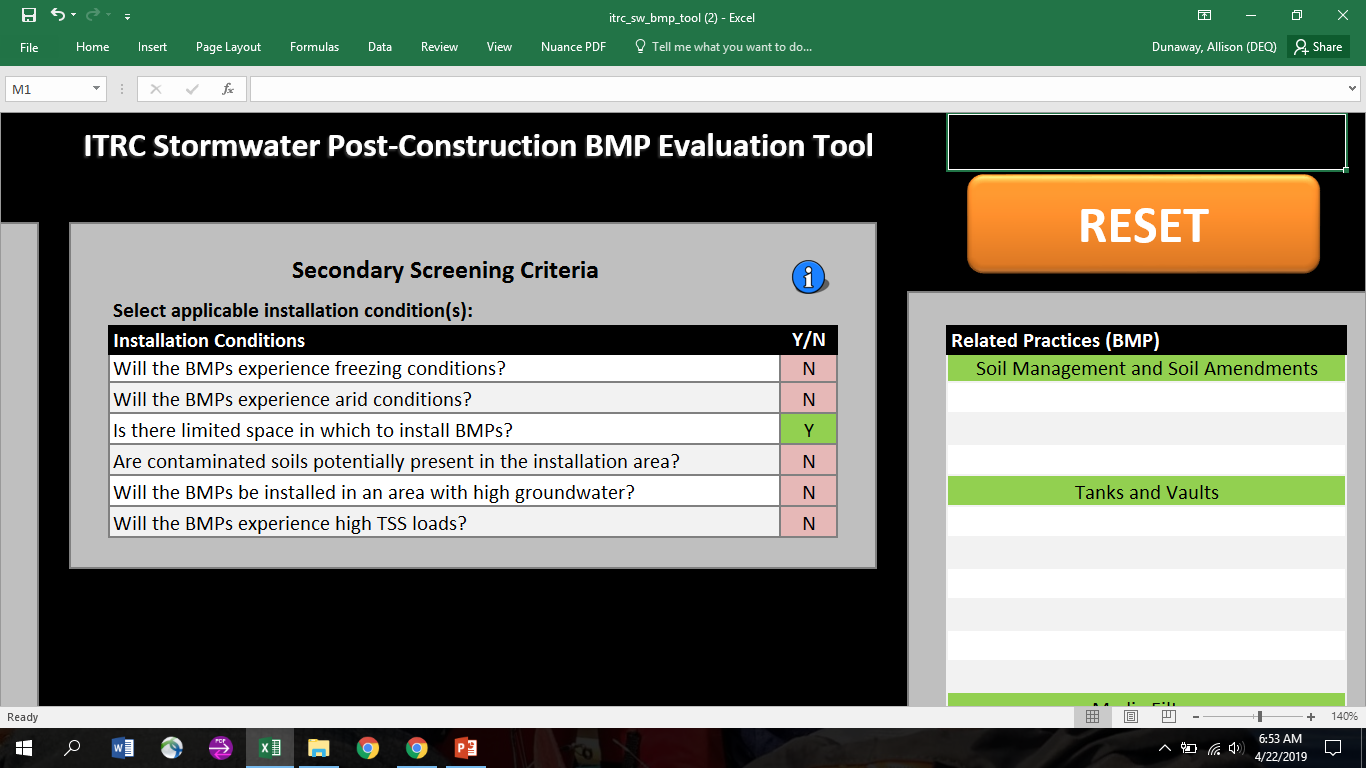 itrc_sw_bmp_tool (2) - Excel
File Home Insert Page Layout Formulas Data Review View Nuance PDF Tell me what you want to do... Dunaway, Allison (DEQ) Share
M1 fx
ITRC Stormwater Post-Construction BMP Evaluation Tool
RESET
Secondary Screening Criteria
i
Select applicable installation condition(s):
Installation Conditions Y/N
Will the BMPs experience freezing conditions? N
Will the BMPs experience arid conditions? N
Is there limited space in which to install BMPs? Y
Are contaminated soils potentially present in the installation area? N
Will the BMPs be installed in an area with high groundwater? N
Will the BMPs experience high TSS loads? N
Related Practices (BMP)
Soil Management and Soil Amendments
Tanks and Vaults
Ready 140%
6:53 AM
4/22/2019